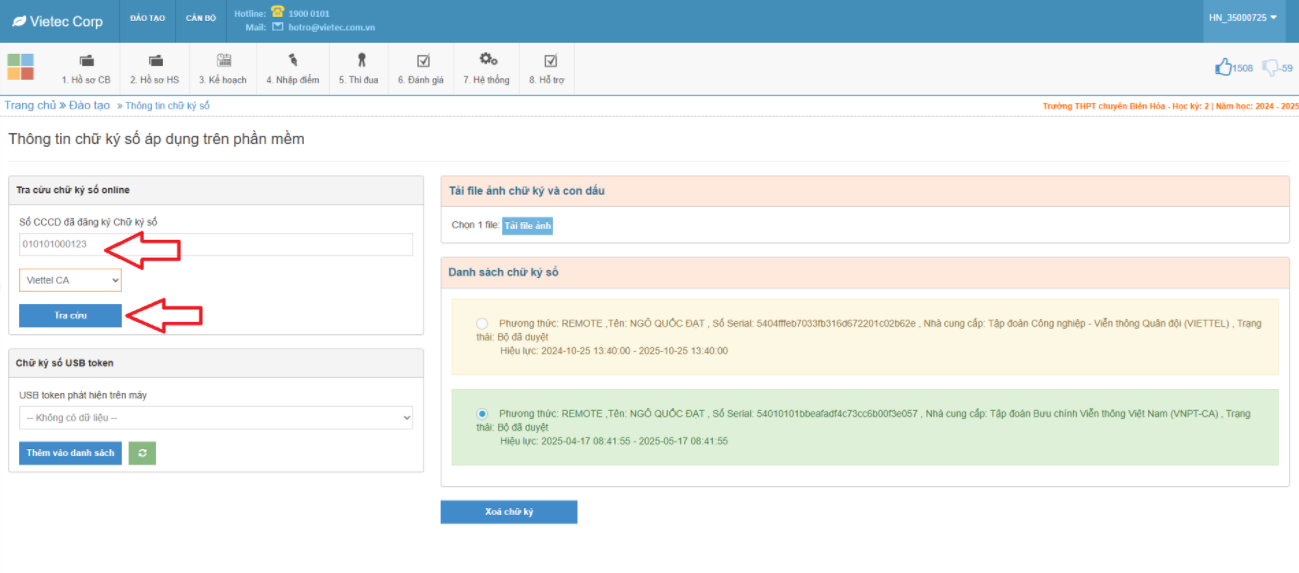 Vietec Corp
ĐÀO TẠO
CÁN BỘ
Hotline: 1900 0101
Mail: hotro@vietec.com.vn
HN_35000725
1. Hồ sơ CB
2. Hồ sơ HS
3. Kế hoạch
4. Nhập điểm
5. Thi đua
6. Đánh giá
7. Hệ thống
8. Hỗ trợ
1508
-59
Trang chủ » Đào tạo » Thông tin chữ ký số
Trường THPT chuyên Biên Hòa - Học kỳ: 2 | Năm học: 2024 - 2025
Thông tin chữ ký số áp dụng trên phần mềm
Tra cứu chữ ký số online
Số CCCD đã đăng ký Chữ ký số
010101000123
Viettel CA
Tra cứu
Chữ ký số USB token
USB token phát hiện trên máy
-- Không có dữ liệu --
Thêm vào danh sách
Tải file ảnh chữ ký và con dấu
Chọn 1 file: Tải file ảnh
Danh sách chữ ký số
Phương thức: REMOTE ,Tên: NGÔ QUỐC ĐẠT , Số Serial: 5404fffeb7033fb316d672201c02b62e , Nhà cung cấp: Tập đoàn Công nghiệp - Viễn thông Quân đội (VIETTEL) , Trạng
thái: Bộ đã duyệt
Hiệu lực: 2024-10-25 13:40:00 - 2025-10-25 13:40:00
Phương thức: REMOTE ,Tên: NGÔ QUỐC ĐẠT , Số Serial: 54010101bbeafadf4c73cc6b00f3e057 , Nhà cung cấp: Tập đoàn Bưu chính Viễn thông Việt Nam (VNPT-CA) , Trạng
thái: Bộ đã duyệt
Hiệu lực: 2025-04-17 08:41:55 - 2025-05-17 08:41:55
Xoá chữ ký